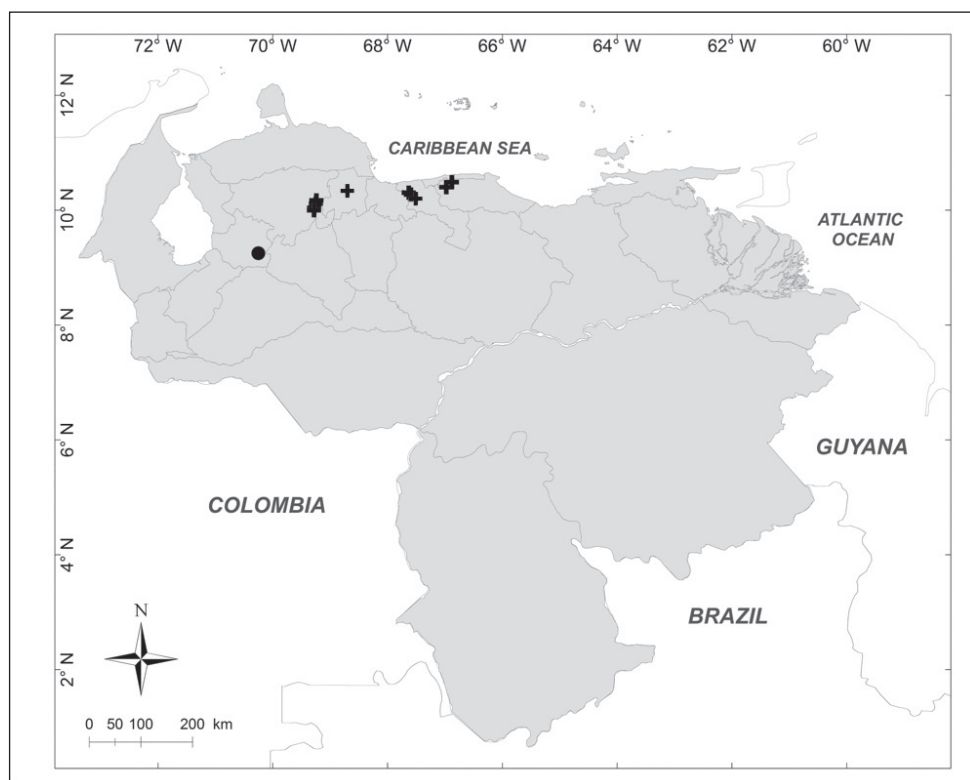 72° W 70° W 68° W 66° W 64° W 62° W 60° W
12° N
10° N
8° N
6° N
4° N
2° N
CARIBBEAN SEA
ATLANTIC
OCEAN
GUYANA
COLOMBIA
BRAZIL
N
0 50 100 200 km